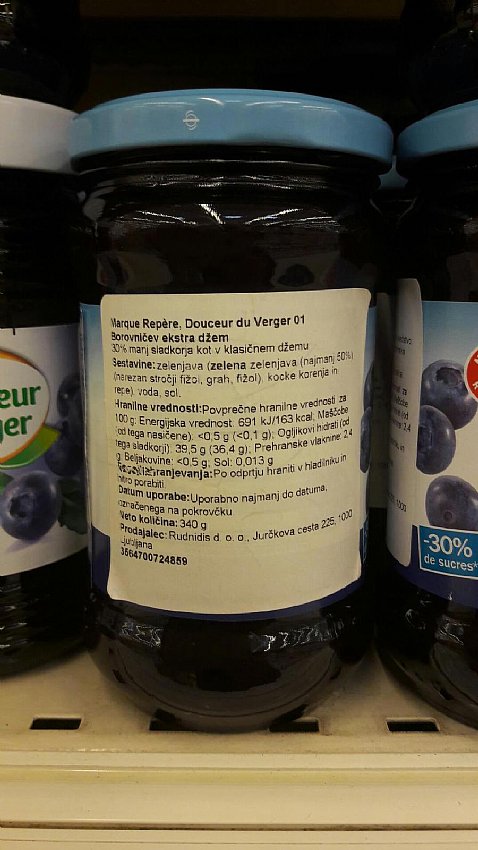 Marque Repère, Douceur du Verger 01
Borovničev ekstra džem
30% manj sladkorja kot v klasičnem džemu
Sestavine: zelenjava (zelena zelenjava (najmanj 50%)
(narezan stročji fižol, grah, fižol), kocke korenja in
repe), voda, sol.
Hranilne vrednosti: Povprečne hranilne vrednosti za
100 g: Energijska vrednost: 691 kJ/163 kcal, Maščobe
(od tega nasičene): <0,5 g (<0,1 g); Ogljikovi hidrati (od
tega sladkorji): 39,5 g (36,4 g); Prehranske vlaknine: 2,4
g; Beljakovine: <0,5 g; Sol: 0,013 g
hranjevanja: Po odprtju hraniti v hladilniku in
hitro porabiti.
Datum uporabe: Uporabno najmanj do datuma,
označenega na pokrovčku.
Neto količina: 340 g
Prodajalec: Rudnidis d. o. o., Jurčkova cesta 225, 1000
Ljubljana
3564700724859
eur
ger
-30%
de sucres*